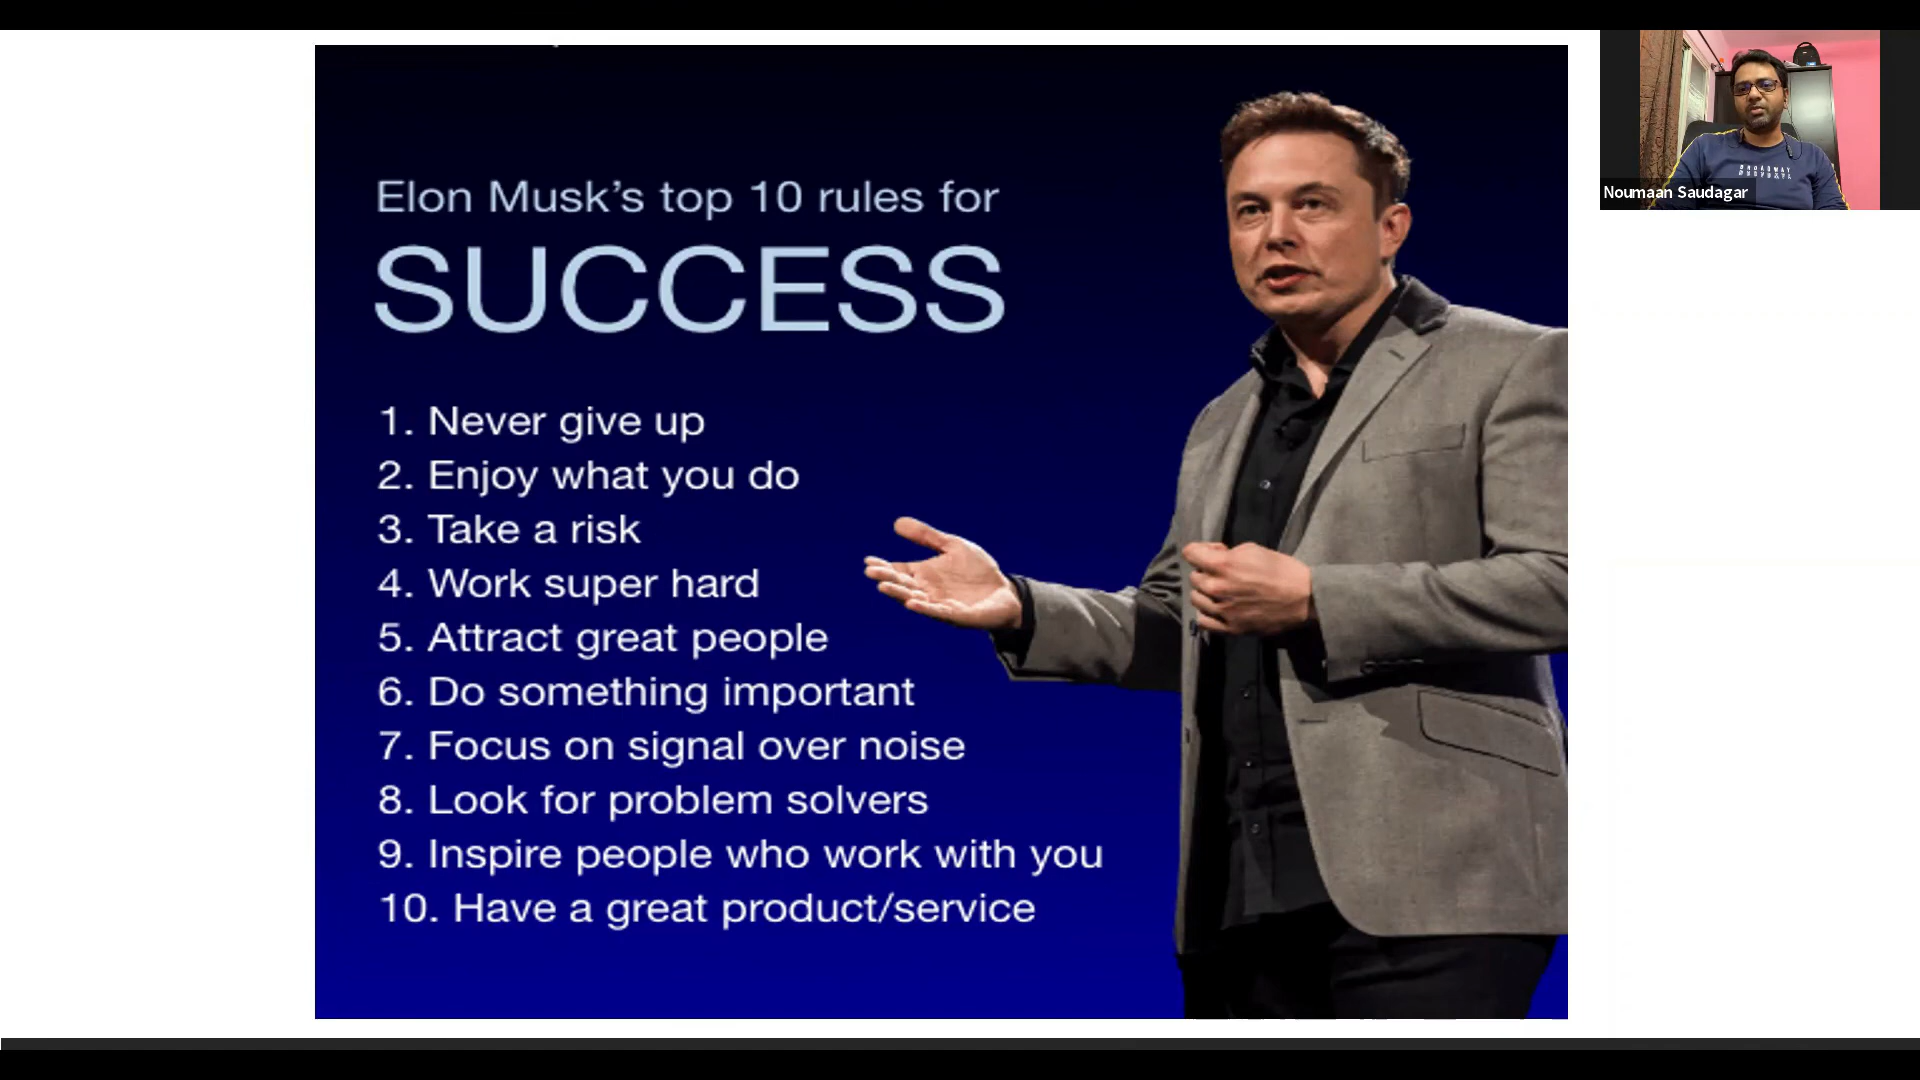 Elon Musk's top 10 rules for
SUCCESS
1. Never give up
2. Enjoy what you do
3. Take a risk
4. Work super hard
5. Attract great people
6. Do something important
7. Focus on signal over noise
8. Look for problem solvers
9. Inspire people who work with you
10. Have a great product/service
BROADWAY
Noumaan Saudagar